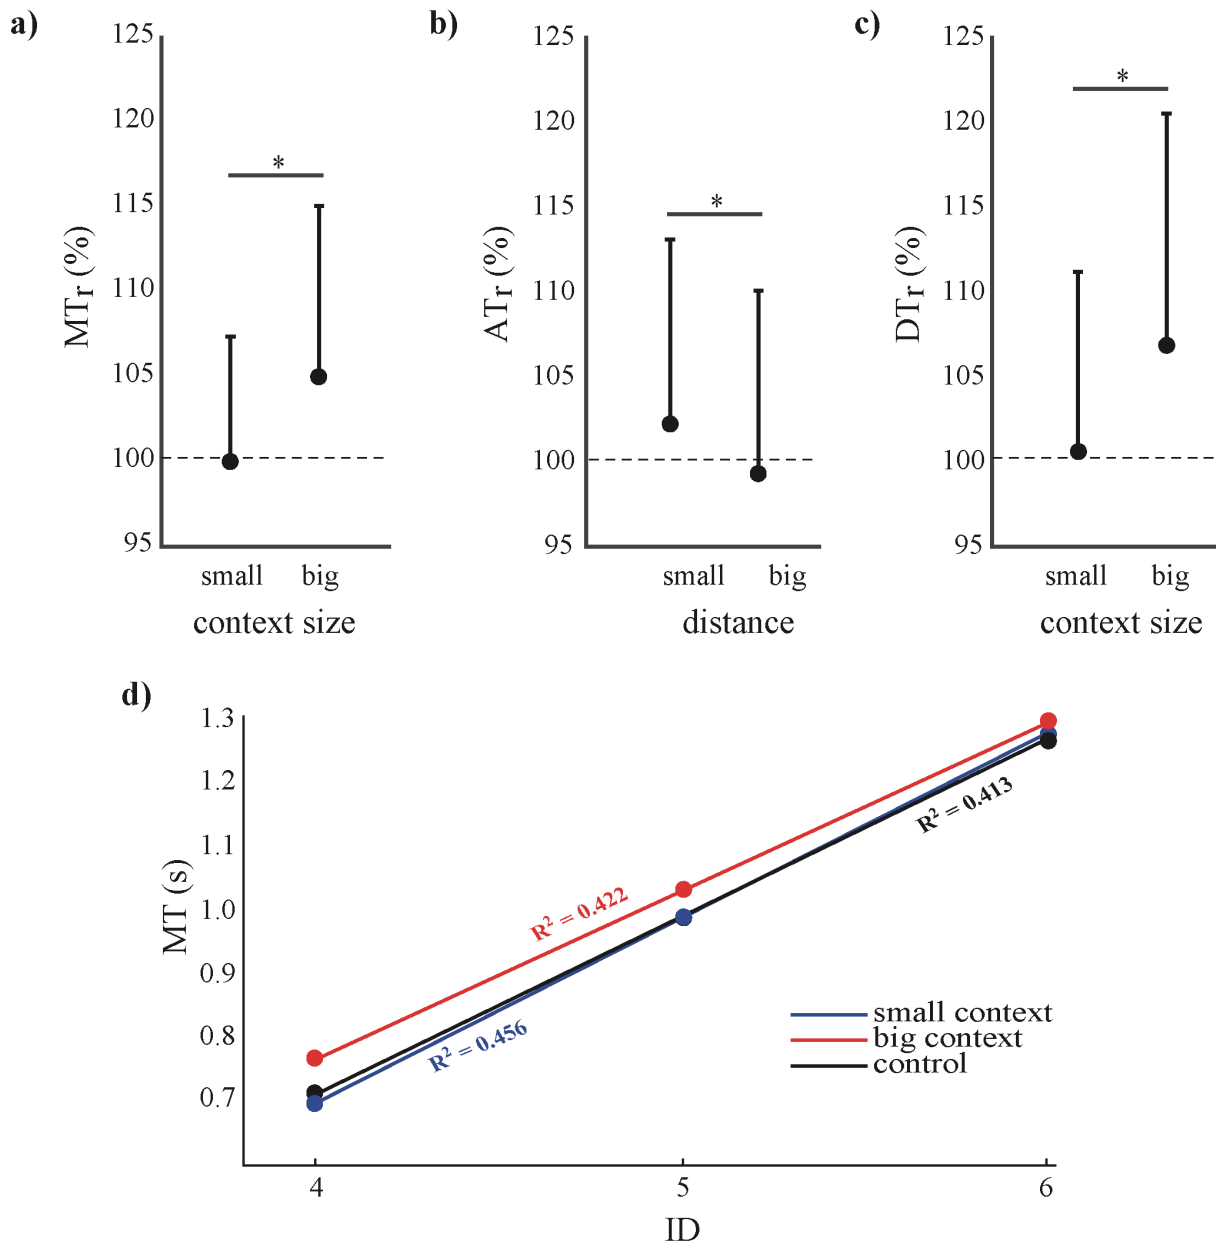 a)
125
120
115
110
105
100
95
MTr (%)
*
small big
context size
b)
125
120
115
110
105
100
95
ATr (%)
*
small big
distance
c)
125
120
115
110
105
100
95
DTr (%)
*
small big
context size
d)
1.3
1.2
1.1
1.0
0.9
0.8
0.7
MT (s)
R² = 0.422
R² = 0.456
R² = 0.413
small context
big context
control
4 5 6
ID